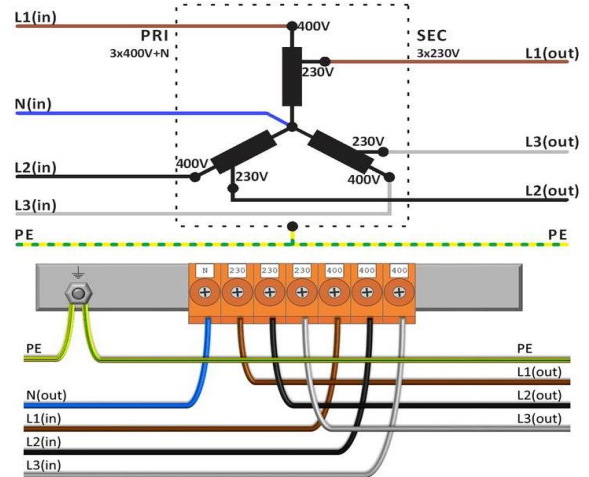 L1(in)
400V
PRI
3x400V+N
SEC
3x230V
L1(out)
230V
N(in)
230V
L3(out)
L2(in)
400V
230V
400V
L2(out)
L3(in)
PE
PE
N 230 230 230 400 400 400
PE
PE
L1(out)
N(out)
L2(out)
L1(in)
L3(out)
L2(in)
L3(in)